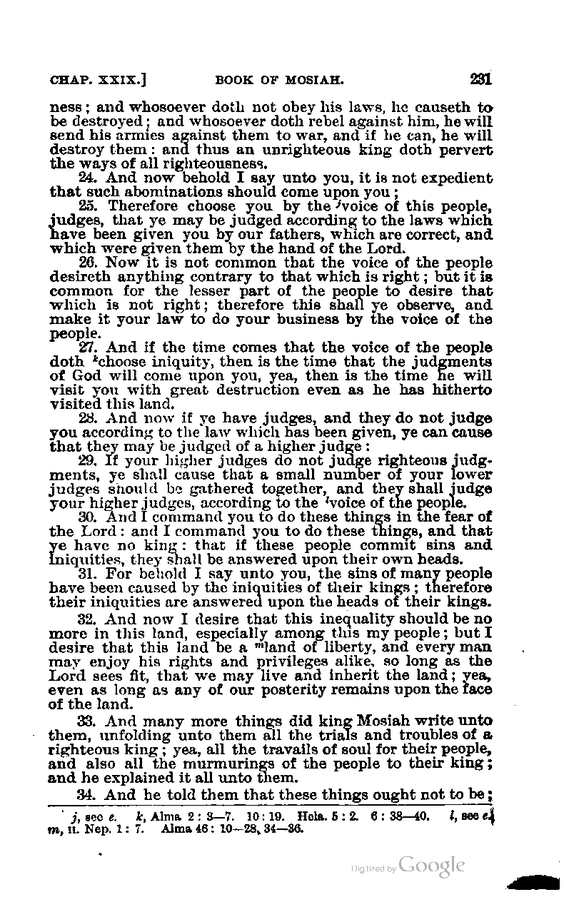 CHAP. XXIX.] BOOK OF MOSIAH. 231
ness; and whosoever doth not obey his laws, he causeth to
be destroyed; and whosoever doth rebel against him, he will
send his armies against them to war, and if he can, he will
destroy them: and thus an unrighteous king doth pervert
the ways of all righteousness.
24. And now behold I say unto you, it is not expedient
that such abominations should come upon you;
25. Therefore choose you by the jvoice of this people,
judges, that ye may be judged according to the laws which
have been given you by our fathers, which are correct, and
which were given them by the hand of the Lord.
26. Now it is not common that the voice of the people
desireth anything contrary to that which is right; but it is
common for the lesser part of the people to desire that
which is not right; therefore this shall ye observe, and
make it your law to do your business by the voice of the
people.
27. And if the time comes that the voice of the people
doth kchoose iniquity, then is the time that the judgments
of God will come upon you, yea, then is the time he will
visit you with great destruction even as he has hitherto
visited this land.
28. And now if ye have judges, and they do not judge
you according to the law which has been given, ye can cause
that they may be judged of a higher judge:
29. If your higher judges do not judge righteous judg-
ments, ye shall cause that a small number of your lower
judges should be gathered together, and they shall judge
your higher judges, according to the lvoice of the people.
30. And I command you to do these things in the fear of
the Lord: and I command you to do these things, and that
ye have no king: that if these people commit sins and
iniquities, they shall be answered upon their own heads.
31. For behold I say unto you, the sins of many people
have been caused by the iniquities of their kings; therefore
their iniquities are answered upon the heads of their kings.
32. And now I desire that this inequality should be no
more in this land, especially among this my people; but I
desire that this land be a mland of liberty, and every man
may enjoy his rights and privileges alike, so long as the
Lord sees fit, that we may live and inherit the land; yea,
even as long as any of our posterity remains upon the face
of the land.
33. And many more things did king Mosiah write unto
them, unfolding unto them all the trials and troubles of a
righteous king; yea, all the travails of soul for their people,
and also all the murmurings of the people to their king;
and he explained it all unto them.
34. And he told them that these things ought not to be;
j, see e. k, Alma 2: 3—7. 10: 19. Hela. 5: 2. 6: 38—40. l, see e.
m, II. Nep. 1: 7. Alma 46: 10—28, 34—36.
Digitized by Google